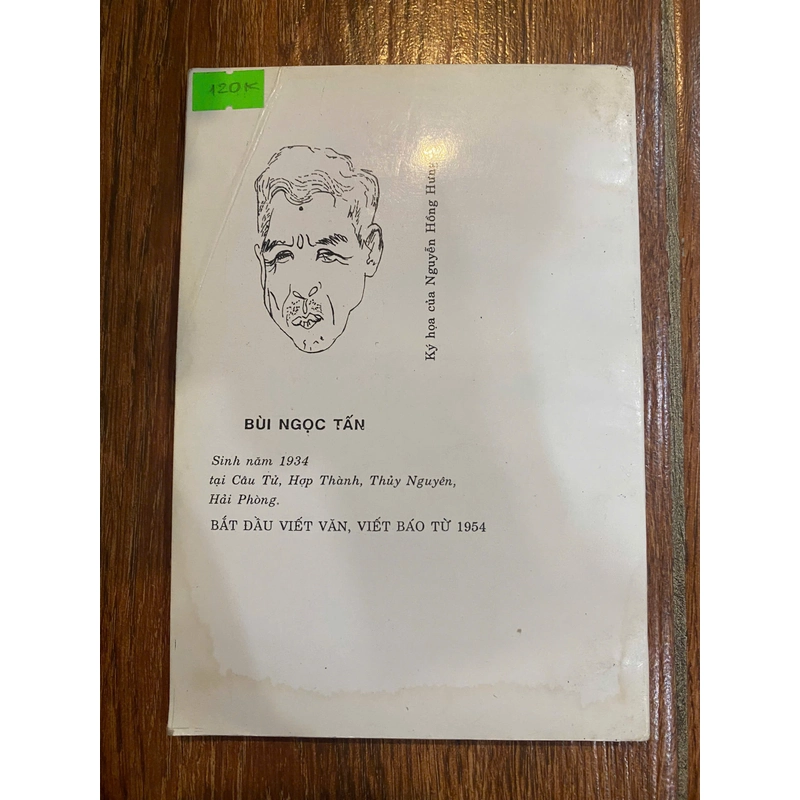 120K
Ký họa của Nguyễn Hồng Hưng
BÙI NGỌC TẤN
Sinh năm 1934
tại Câu Tử, Hợp Thành, Thủy Nguyên,
Hải Phòng.
BẮT ĐẦU VIẾT VĂN, VIẾT BÁO TỪ 1954